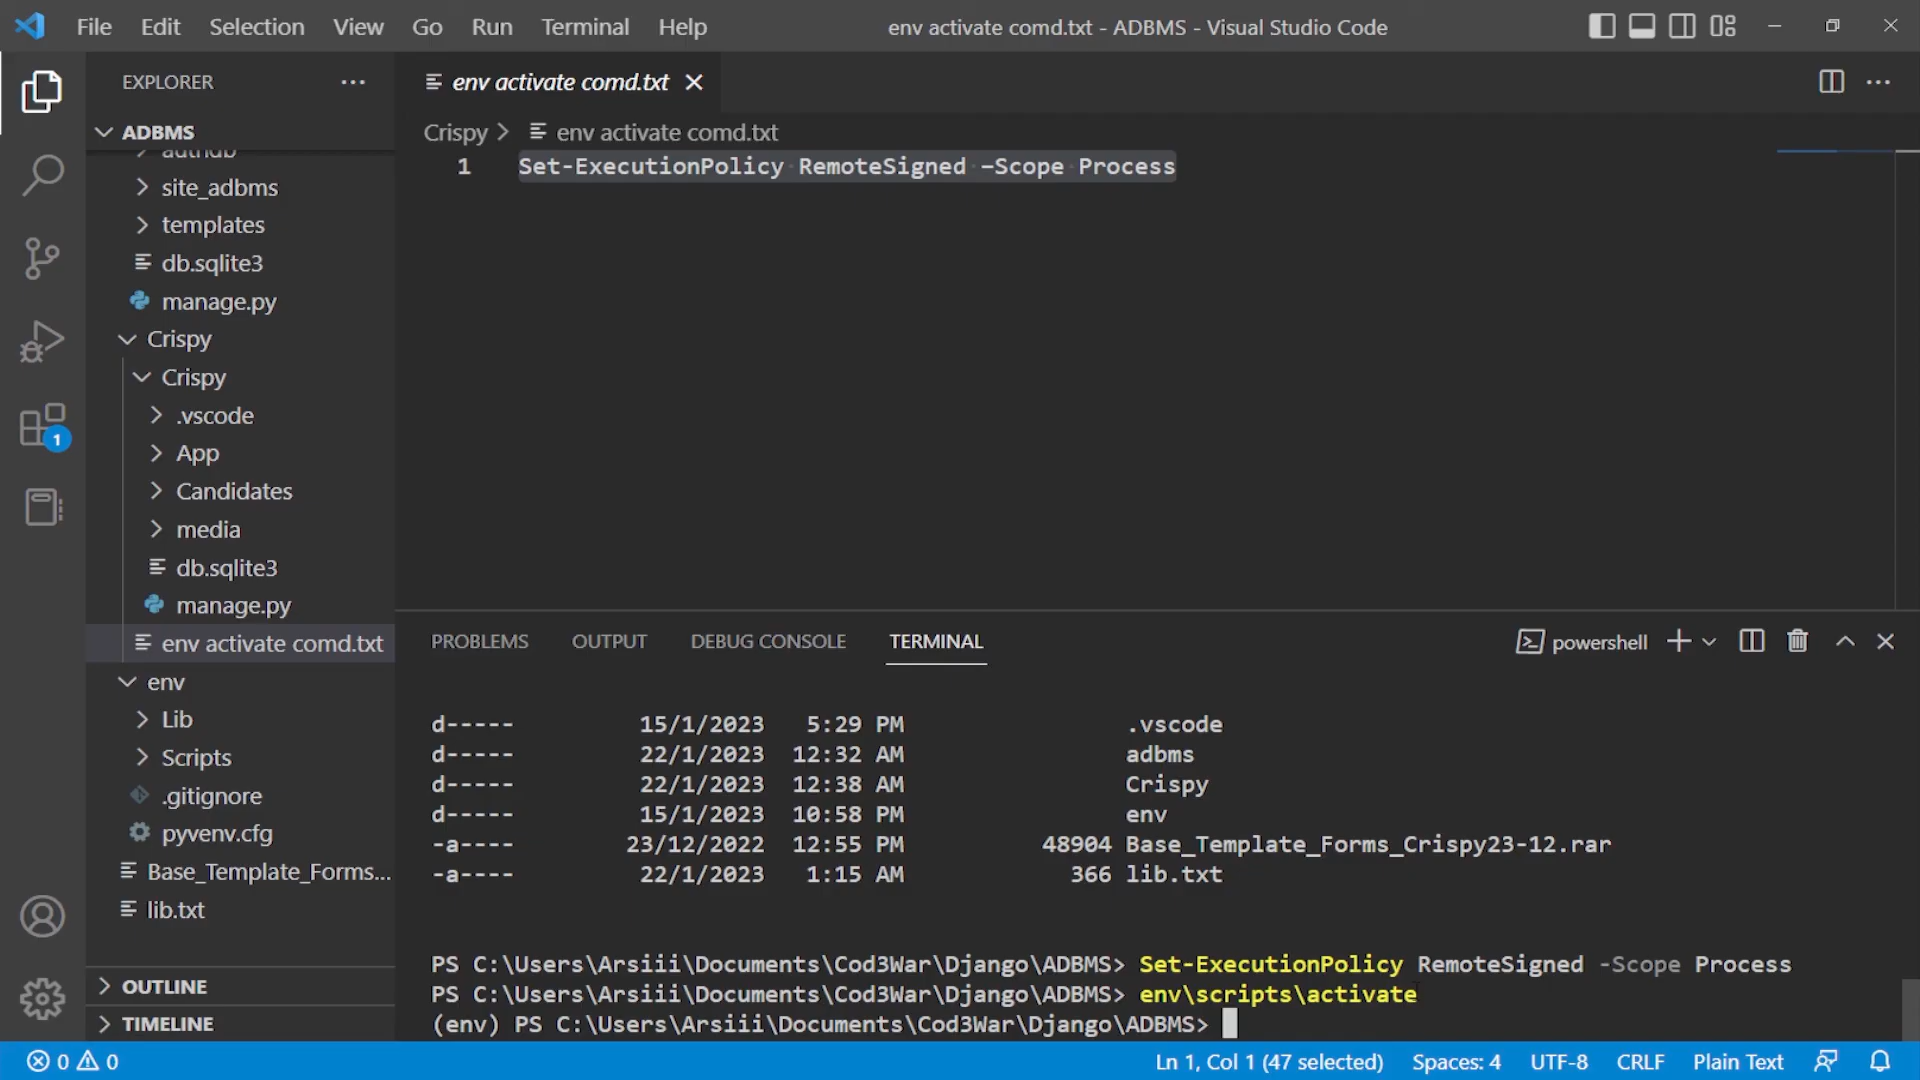 File Edit Selection View Go Run Terminal Help env activate comd.txt - ADBMS - Visual Studio Code
EXPLORER
ADBMS
authdb
site_adbms
templates
db.sqlite3
manage.py
Crispy
Crispy
.vscode
App
Candidates
media
db.sqlite3
manage.py
env activate comd.txt
env
Lib
Scripts
.gitignore
pyvenv.cfg
Base_Template_Forms...
lib.txt
OUTLINE
TIMELINE
1
env activate comd.txt
Crispy > env activate comd.txt
1 Set-ExecutionPolicy RemoteSigned –Scope Process
PROBLEMS OUTPUT DEBUG CONSOLE TERMINAL powershell
d----- 15/1/2023 5:29 PM .vscode
d----- 22/1/2023 12:32 AM adbms
d----- 22/1/2023 12:38 AM Crispy
d----- 15/1/2023 10:58 PM env
-a---- 23/12/2022 12:55 PM 48904 Base_Template_Forms_Crispy23-12.rar
-a---- 22/1/2023 1:15 AM 366 lib.txt
PS C:\Users\Arsiii\Documents\Cod3War\Django\ADBMS> Set-ExecutionPolicy RemoteSigned -Scope Process
PS C:\Users\Arsiii\Documents\Cod3War\Django\ADBMS> env\scripts\activate
(env) PS C:\Users\Arsiii\Documents\Cod3War\Django\ADBMS>
0 0 Ln 1, Col 1 (47 selected) Spaces: 4 UTF-8 CRLF Plain Text